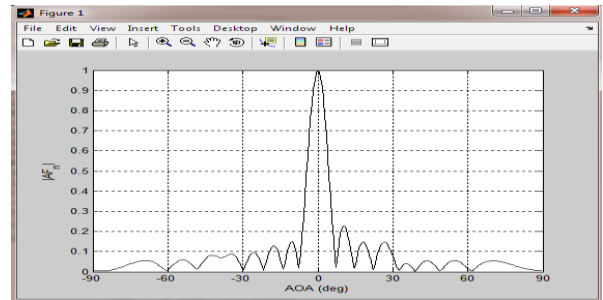 Figure 1
File Edit View Insert Tools Desktop Window Help
1
0.9
0.8
0.7
0.6
0.5
0.4
0.3
0.2
0.1
0
|AFn|
-90 -60 -30 0 30 60 90
AOA (deg)